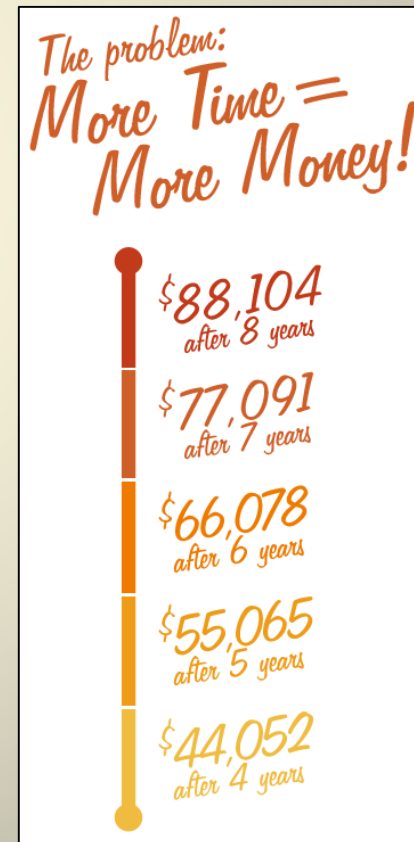 The problem:
More Time =
More Money!
$88,104
after 8 years
$77,091
after 7 years
$66,078
after 6 years
$55,065
after 5 years
$44,052
after 4 years